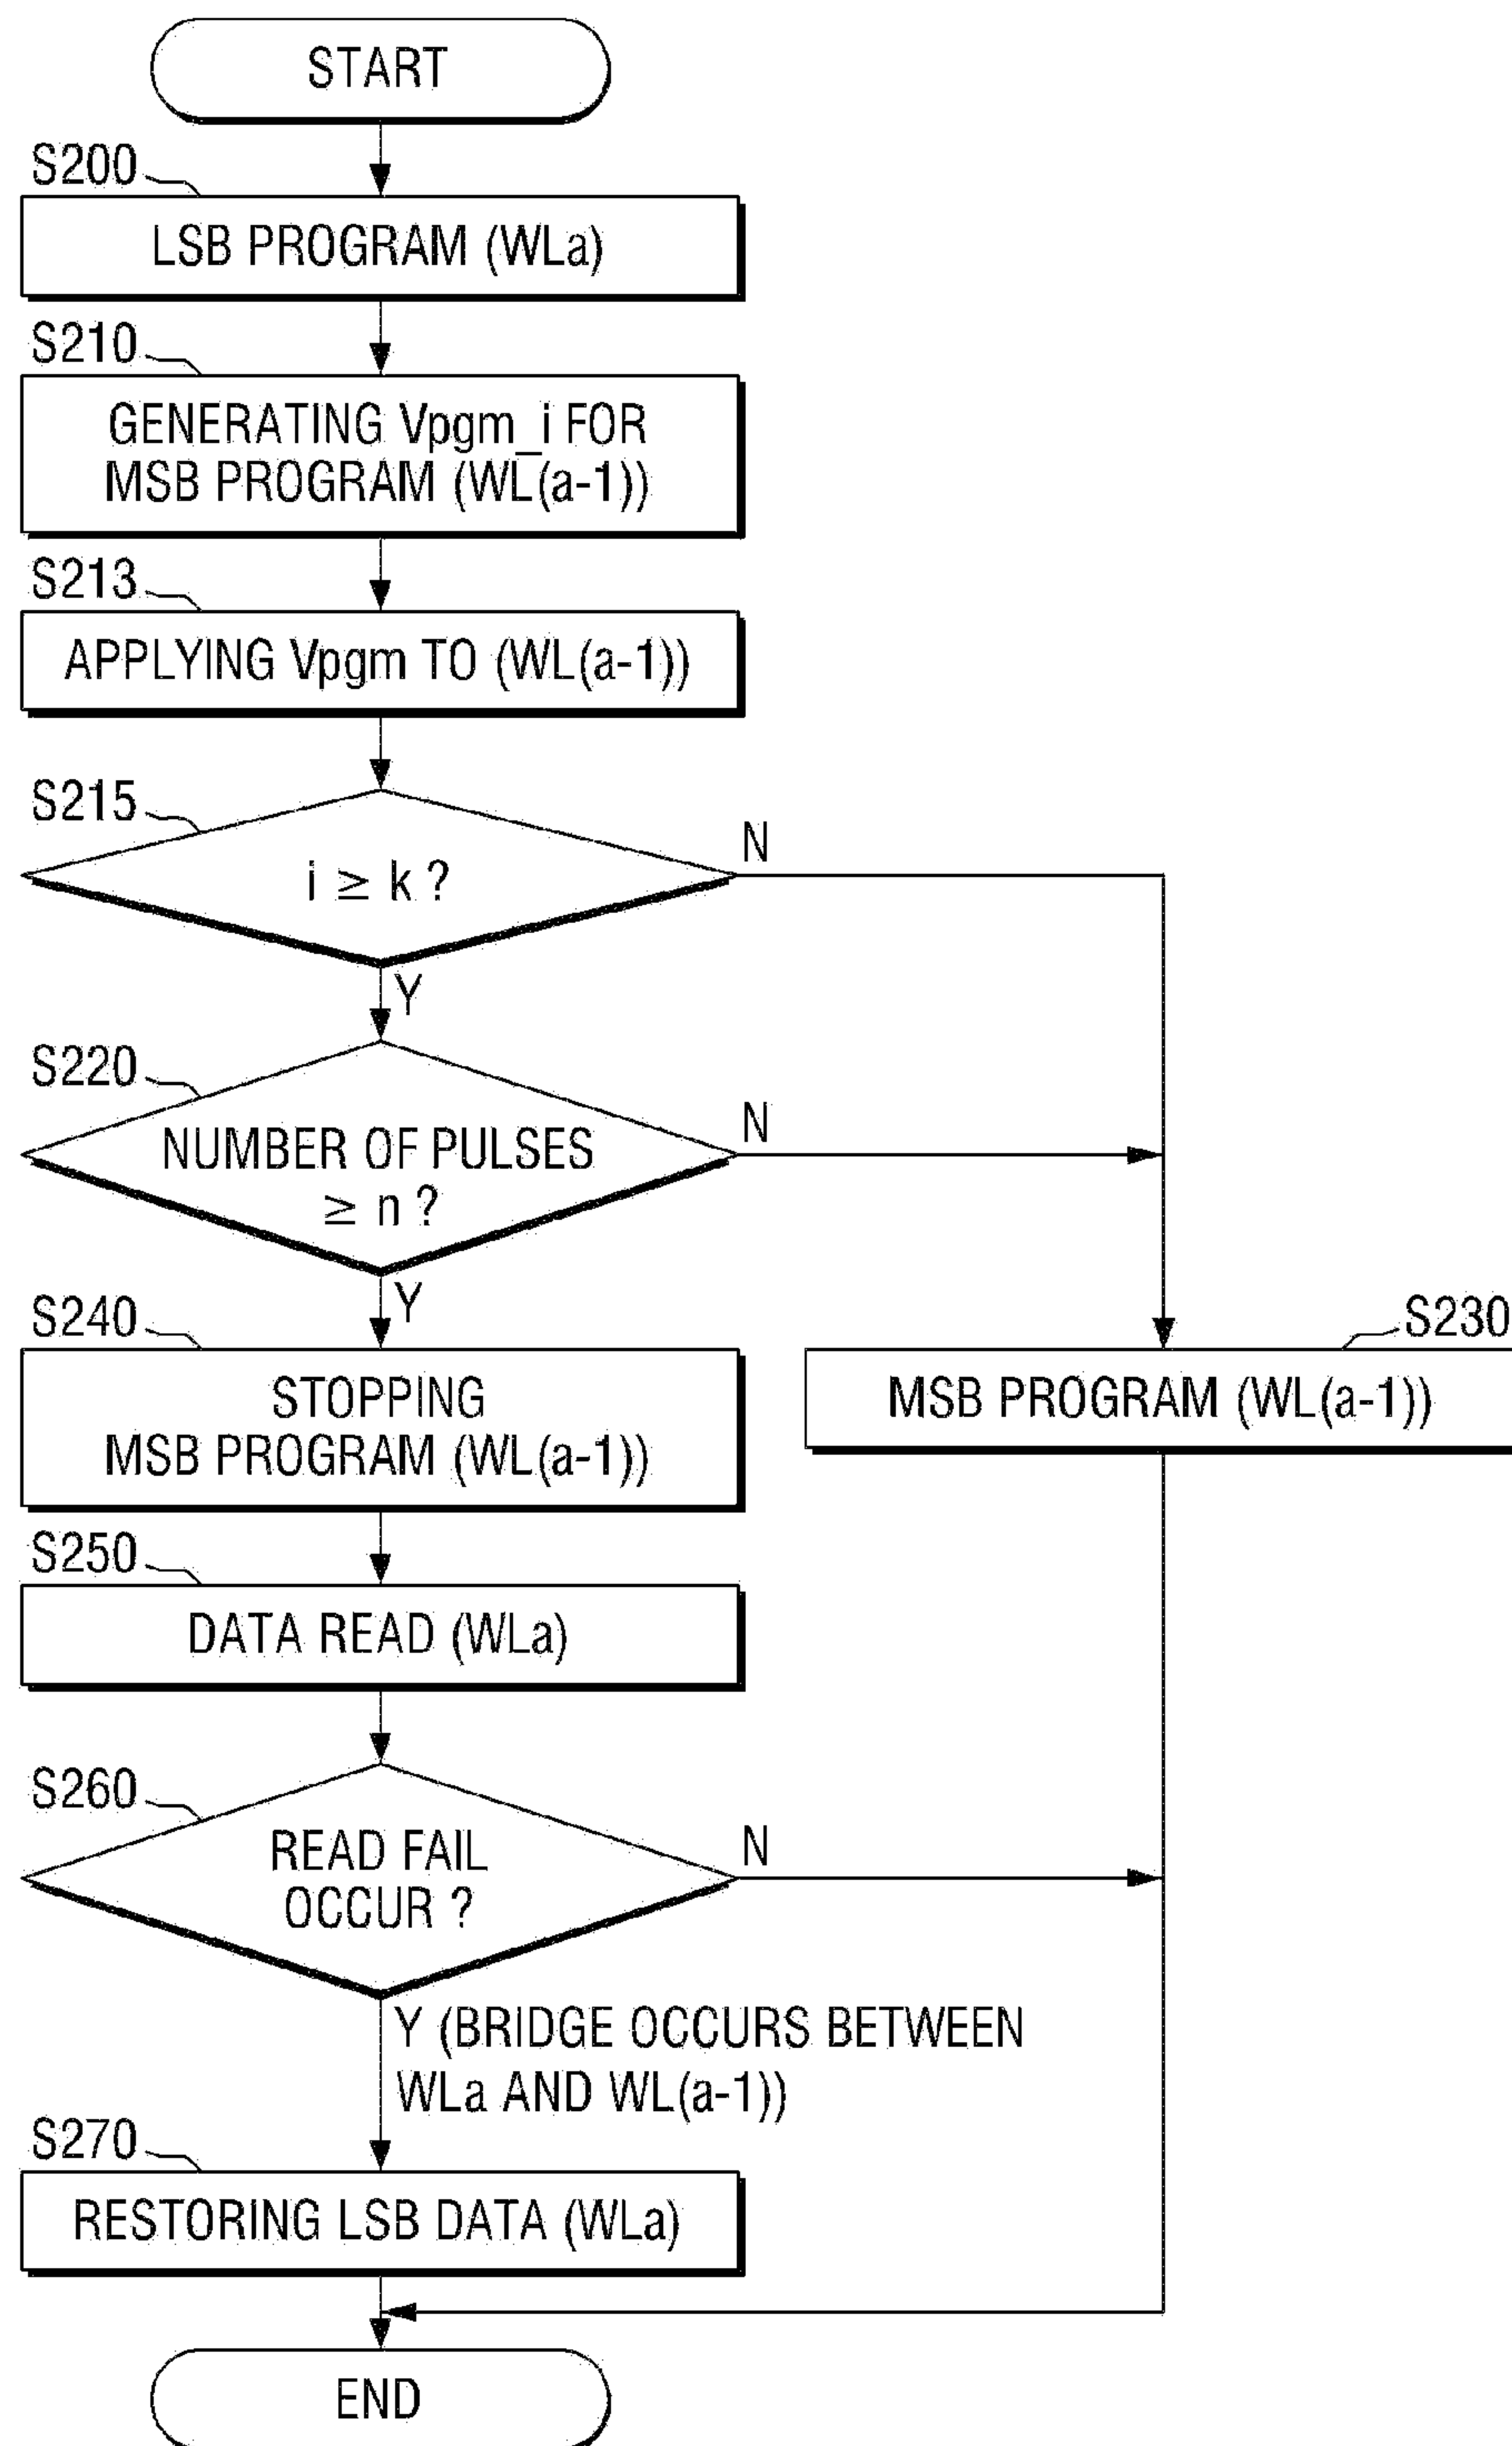 START
S200
LSB PROGRAM (WLa)
S210
GENERATING Vpgm_i FOR
MSB PROGRAM (WL(a-1))
S213
APPLYING Vpgm TO (WL(a-1))
S215
i ≥ k ?
N
Y
S220
NUMBER OF PULSES
≥ n ?
N
Y
S240
STOPPING
MSB PROGRAM (WL(a-1))
S230
MSB PROGRAM (WL(a-1))
S250
DATA READ (WLa)
S260
READ FAIL
OCCUR ?
N
Y (BRIDGE OCCURS BETWEEN
WLa AND WL(a-1))
S270
RESTORING LSB DATA (WLa)
END